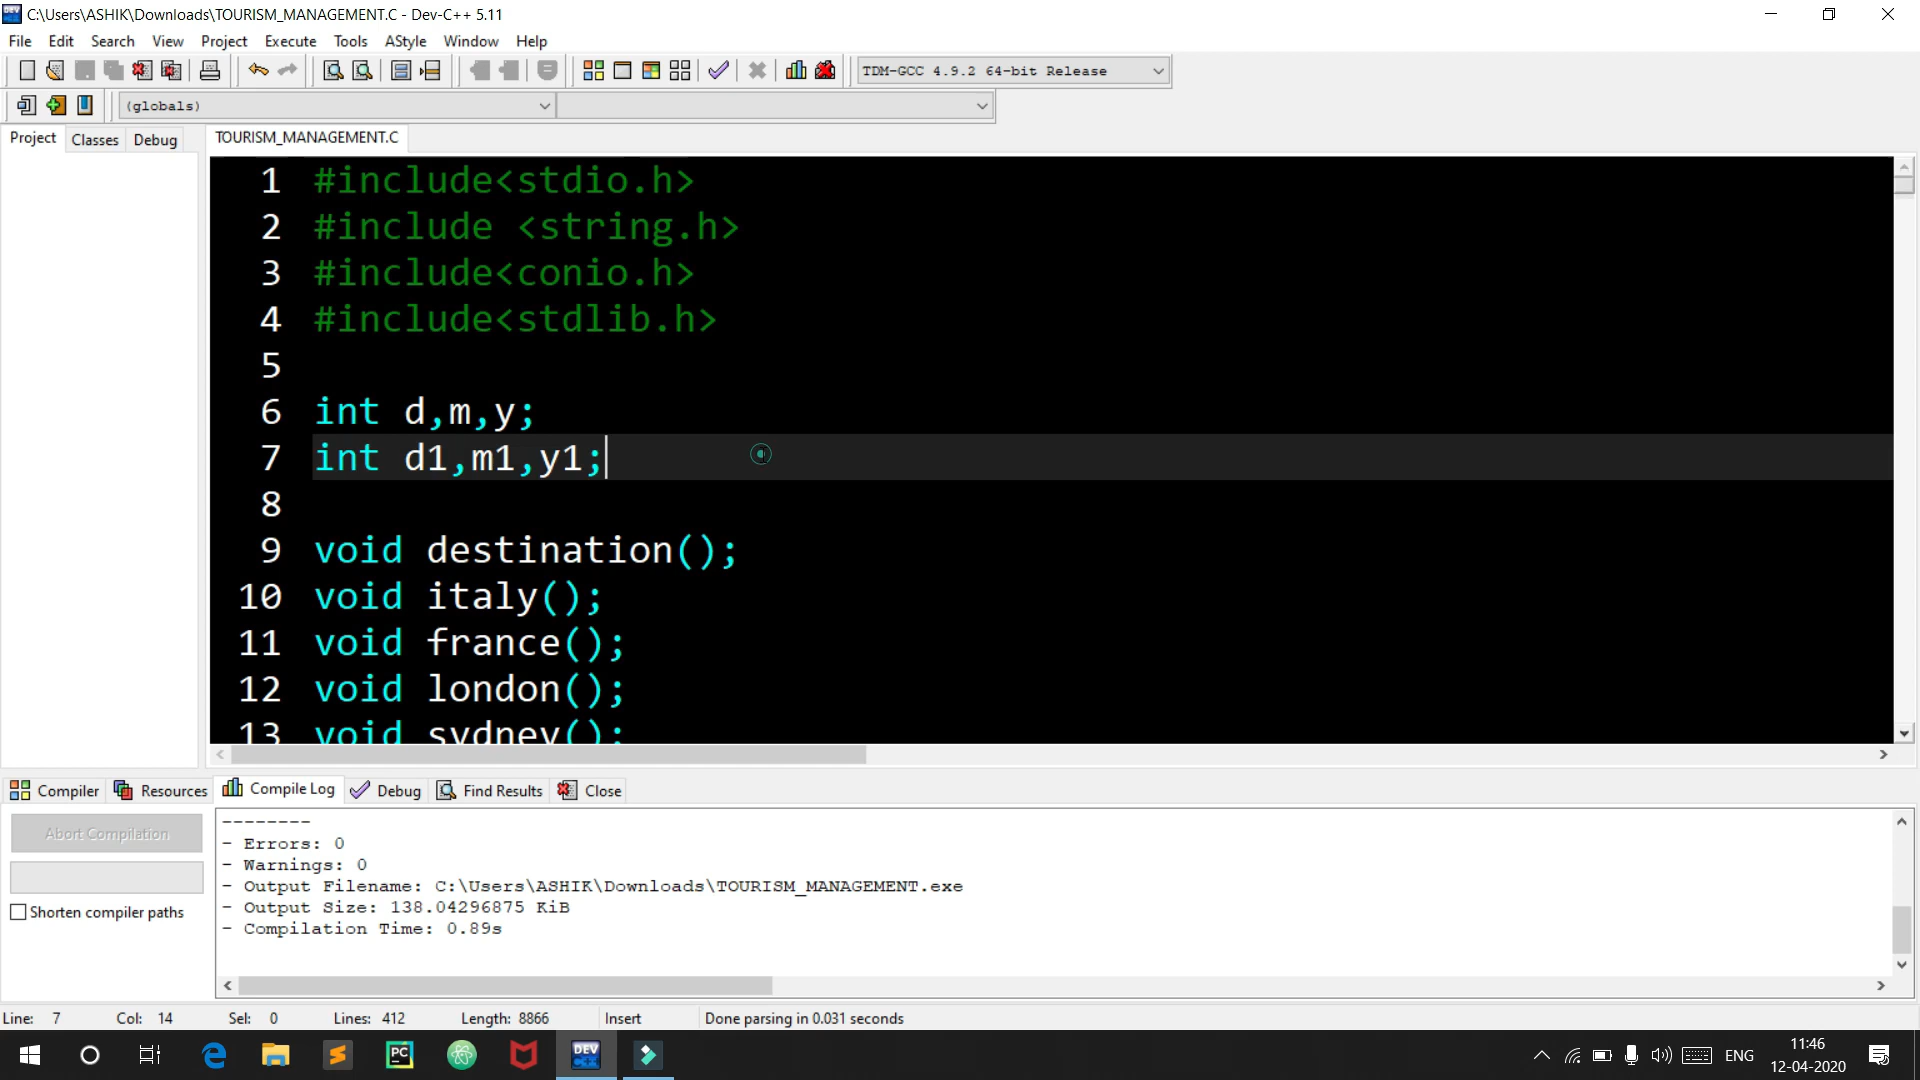 C:\Users\ASHIK\Downloads\TOURISM_MANAGEMENT.C - Dev-C++ 5.11
File Edit Search View Project Execute Tools AStyle Window Help
TDM-GCC 4.9.2 64-bit Release
(globals)
Project Classes Debug TOURISM_MANAGEMENT.C
1 #include<stdio.h>
2 #include <string.h>
3 #include<conio.h>
4 #include<stdlib.h>
5
6 int d,m,y;
7 int d1,m1,y1;
8
9 void destination();
10 void italy();
11 void france();
12 void london();
13 void sydney();
Compiler Resources Compile Log Debug Find Results Close
Abort Compilation
Shorten compiler paths
--------
- Errors: 0
- Warnings: 0
- Output Filename: C:\Users\ASHIK\Downloads\TOURISM_MANAGEMENT.exe
- Output Size: 138.04296875 KiB
- Compilation Time: 0.89s
Line: 7 Col: 14 Sel: 0 Lines: 412 Length: 8866 Insert Done parsing in 0.031 seconds
PC
DEV C++
ENG
11:46
12-04-2020